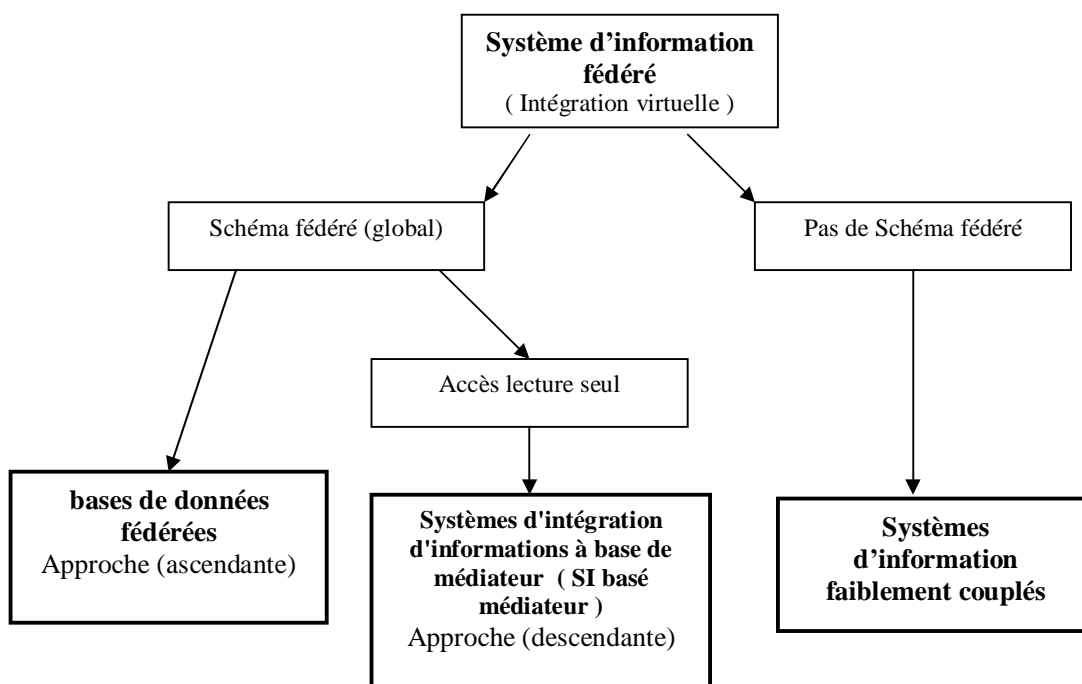 Système d’information
fédéré
( Intégration virtuelle )
Schéma fédéré (global)
Pas de Schéma fédéré
Accès lecture seul
bases de données
fédérées
Approche (ascendante)
Systèmes d'intégration
d'informations à base de
médiateur ( SI basé
médiateur )
Approche (descendante)
Systèmes
d’information
faiblement couplés